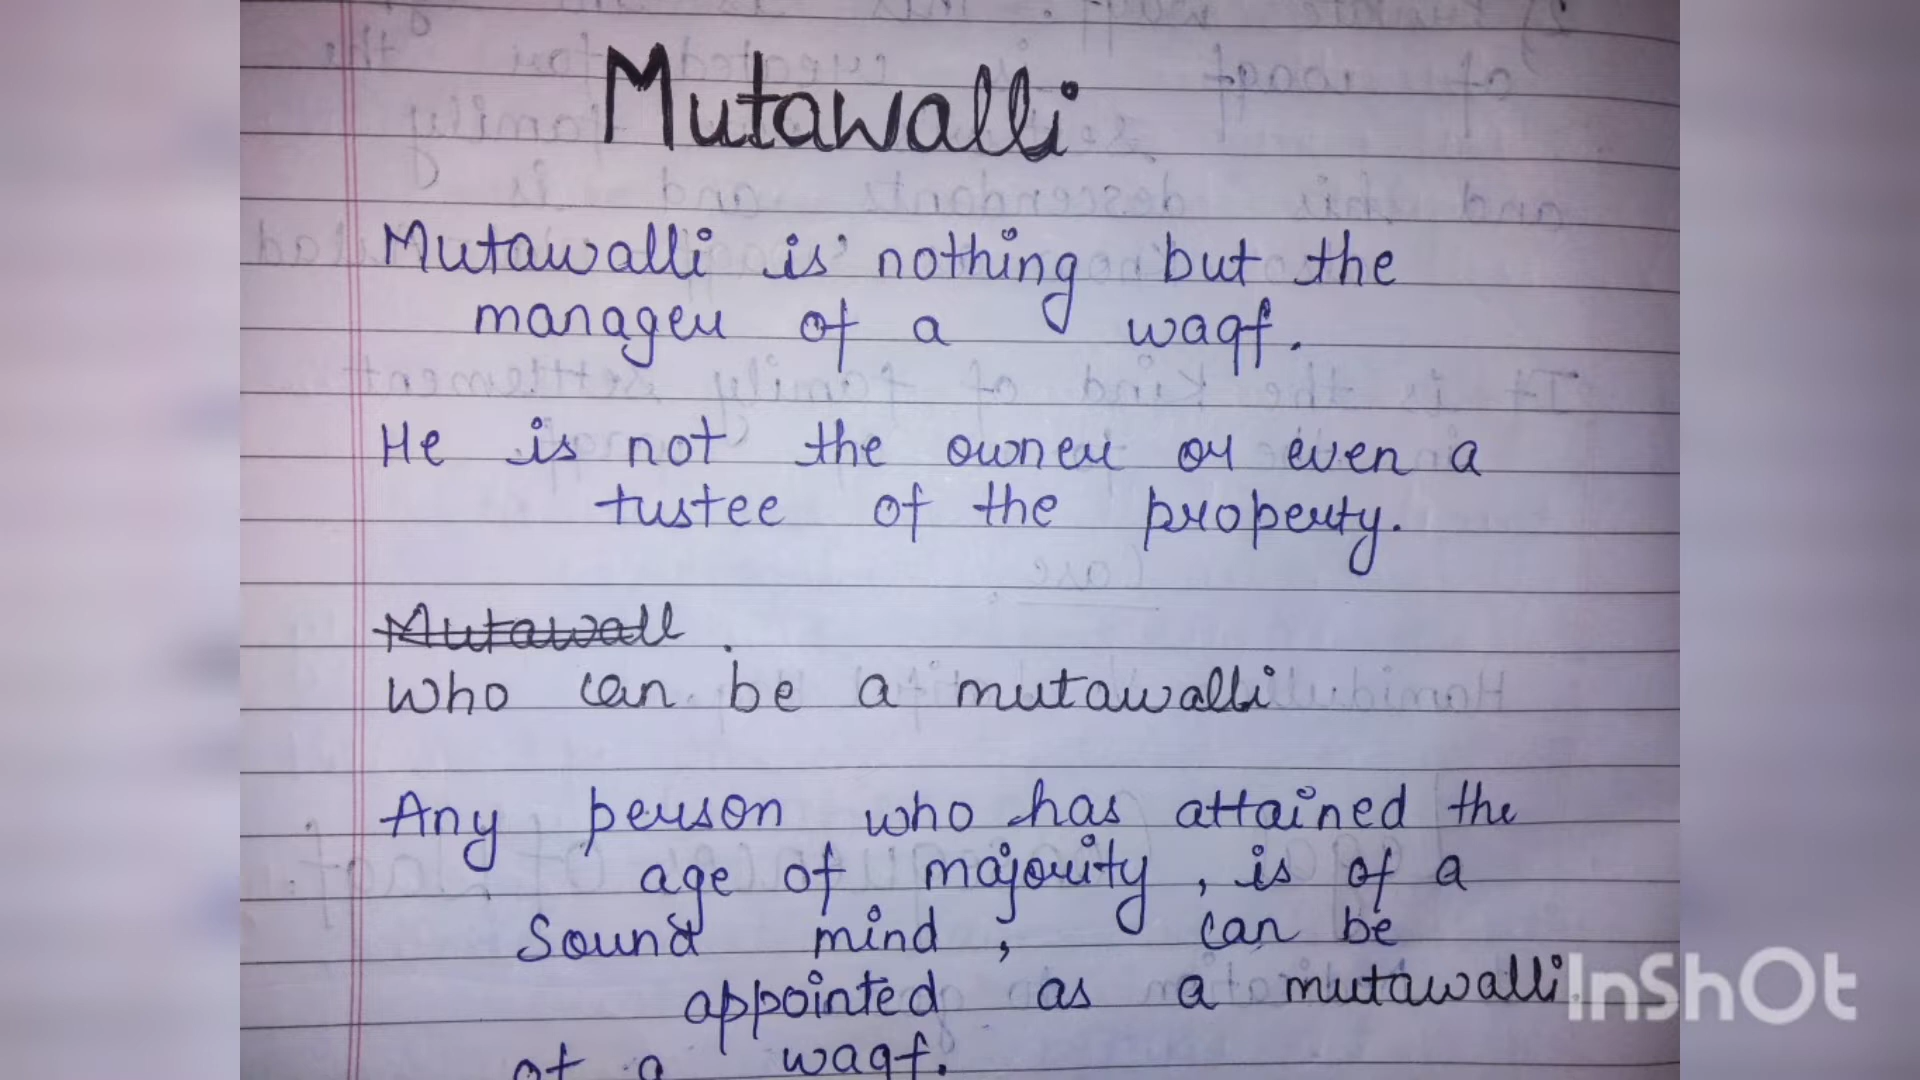 Mutawalli
Mutawalli is nothing but the
manager of a waqf.
He is not the owner or even a
tustee of the property.
Mutawall
who can be a mutawalli
Any person who has attained the
age of majority, is of a
Sound mind, can be
appointed as a mutawalli
of a waqf.
InShOt